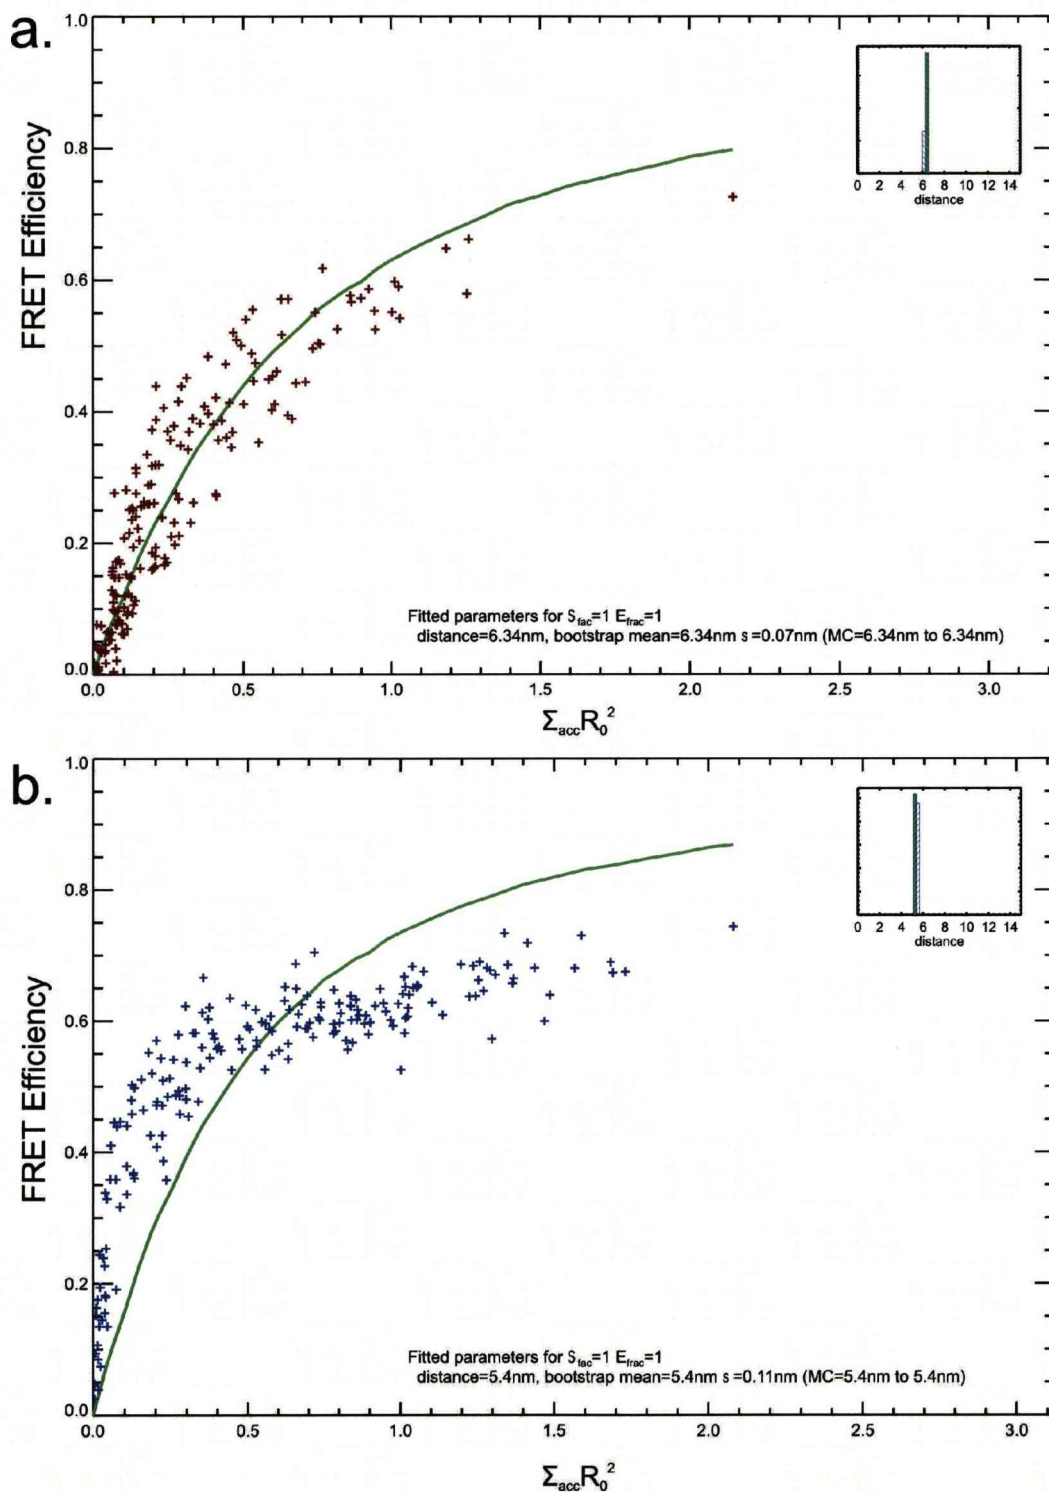 a.
1.0
0.8
0.6
0.4
0.2
0.0
FRET Efficiency
0 2 4 6 8 10 12 14
distance
Fitted parameters for S_fac=1 E_frac=1
distance=6.34nm, bootstrap mean=6.34nm s =0.07nm (MC=6.34nm to 6.34nm)
0.0 0.5 1.0 1.5 2.0 2.5 3.0
Σ_acc R_0^2
b.
1.0
0.8
0.6
0.4
0.2
0.0
FRET Efficiency
0 2 4 6 8 10 12 14
distance
Fitted parameters for S_fac=1 E_frac=1
distance=5.4nm, bootstrap mean=5.4nm s =0.11nm (MC=5.4nm to 5.4nm)
0.0 0.5 1.0 1.5 2.0 2.5 3.0
Σ_acc R_0^2